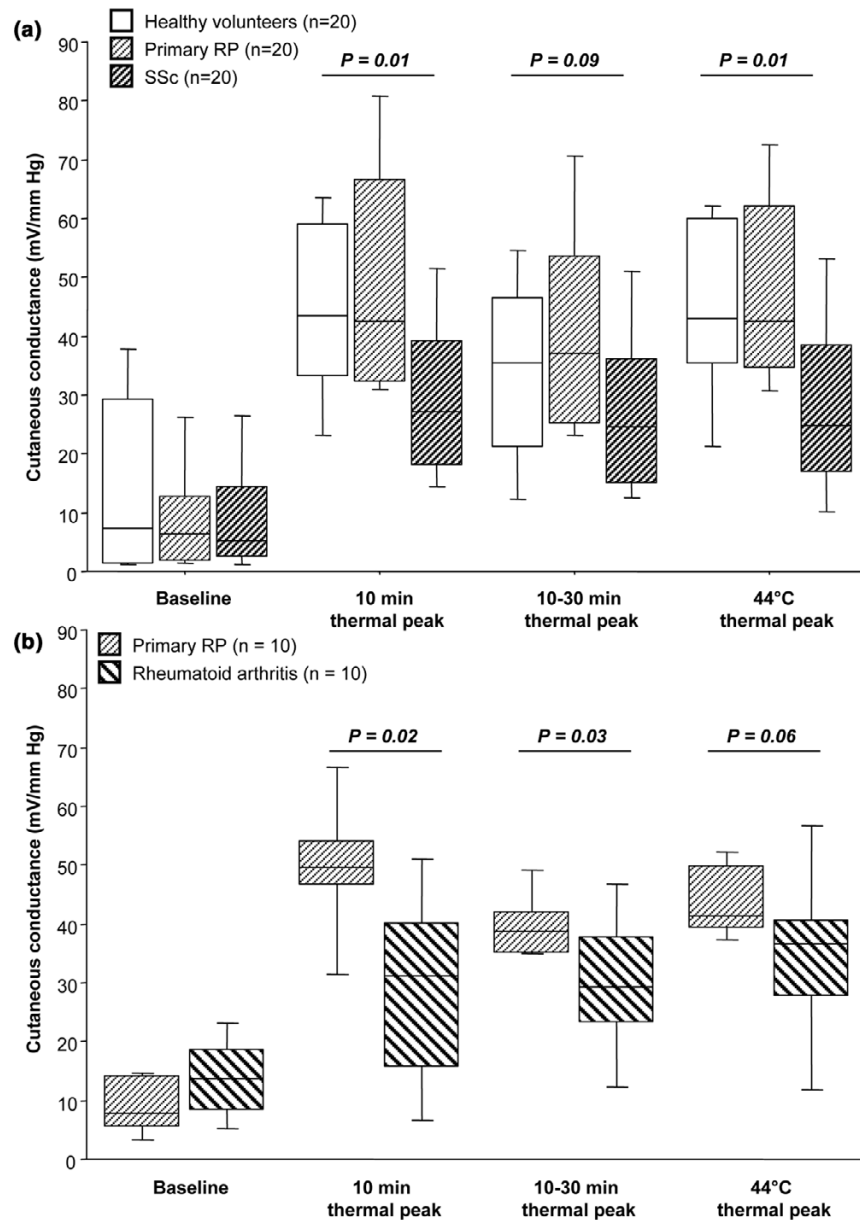 (a)
Healthy volunteers (n=20)
Primary RP (n=20)
SSc (n=20)
P = 0.01
P = 0.09
P = 0.01
Cutaneous conductance (mV/mm Hg)
90
80
70
60
50
40
30
20
10
0
Baseline
10 min
thermal peak
10-30 min
thermal peak
44°C
thermal peak
(b)
Primary RP (n = 10)
Rheumatoid arthritis (n = 10)
P = 0.02
P = 0.03
P = 0.06
Cutaneous conductance (mV/mm Hg)
90
80
70
60
50
40
30
20
10
0
Baseline
10 min
thermal peak
10-30 min
thermal peak
44°C
thermal peak